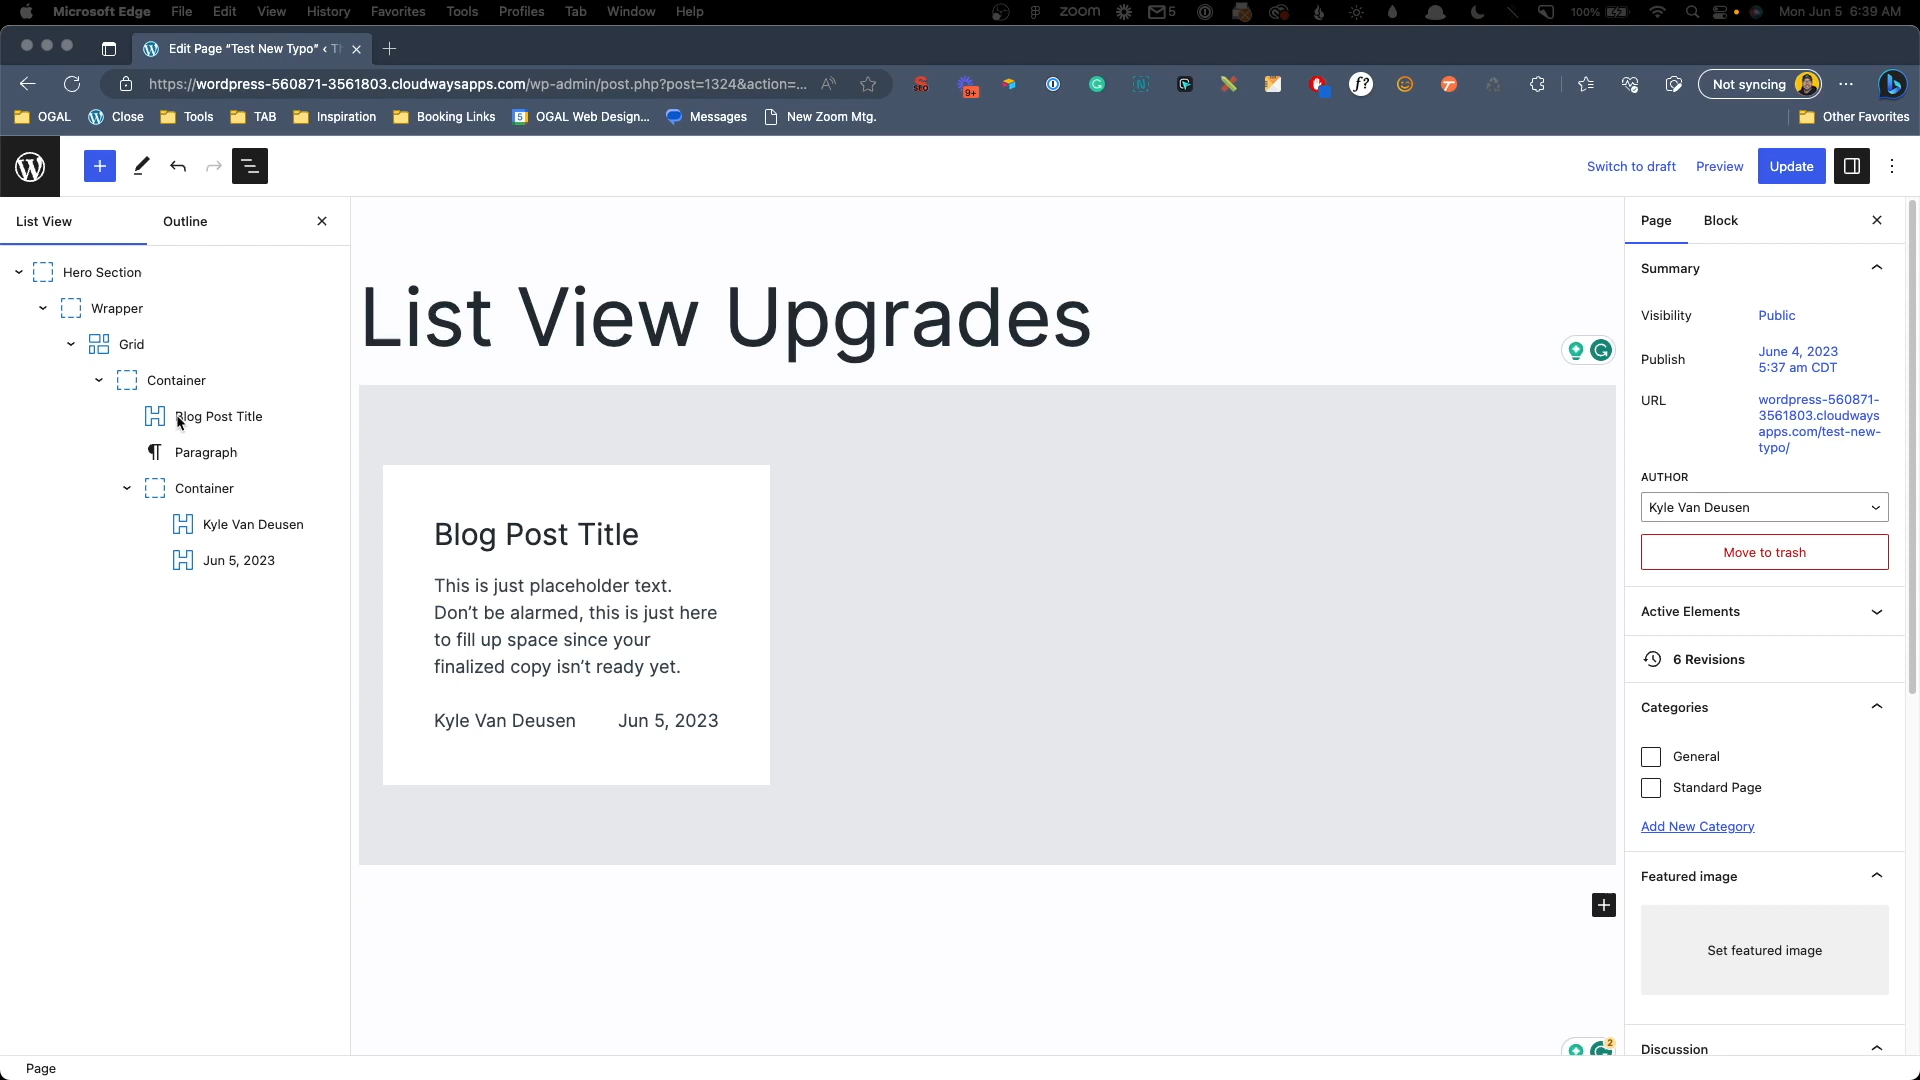 Microsoft Edge File Edit View History Favorites Tools Profiles Tab Window Help zoom 5 100% Mon Jun 5 6:39 AM
Edit Page “Test New Typo” ‹ Th
https://wordpress-560871-3561803.cloudwaysapps.com/wp-admin/post.php?post=1324&action=... 9+ Not syncing
OGAL Close Tools TAB Inspiration Booking Links OGAL Web Design... Messages New Zoom Mtg. Other Favorites
Switch to draft Preview Update
List View Outline
Hero Section
Wrapper
Grid
Container
Blog Post Title
Paragraph
Container
Kyle Van Deusen
Jun 5, 2023
List View Upgrades
Blog Post Title
This is just placeholder text.
Don’t be alarmed, this is just here
to fill up space since your
finalized copy isn’t ready yet.
Kyle Van Deusen Jun 5, 2023
Page Block
Summary
Visibility Public
Publish June 4, 2023
5:37 am CDT
URL wordpress-560871-
3561803.cloudways
apps.com/test-new-
typo/
AUTHOR
Kyle Van Deusen
Move to trash
Active Elements
6 Revisions
Categories
General
Standard Page
Add New Category
Featured image
Set featured image
Discussion
2
Page